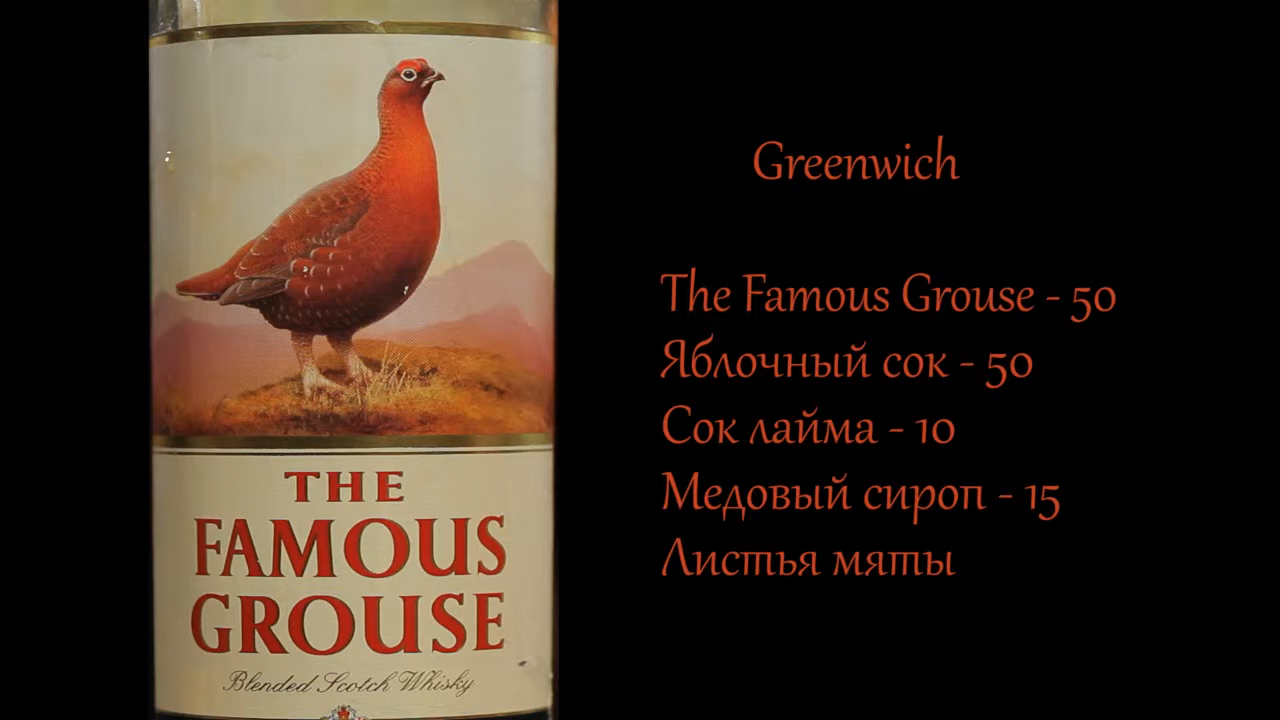 THE
FAMOUS
GROUSE
Blended Scotch Whisky
Greenwich
The Famous Grouse - 50
Яблочный сок - 50
Сок лайма - 10
Медовый сироп - 15
Листья мяты